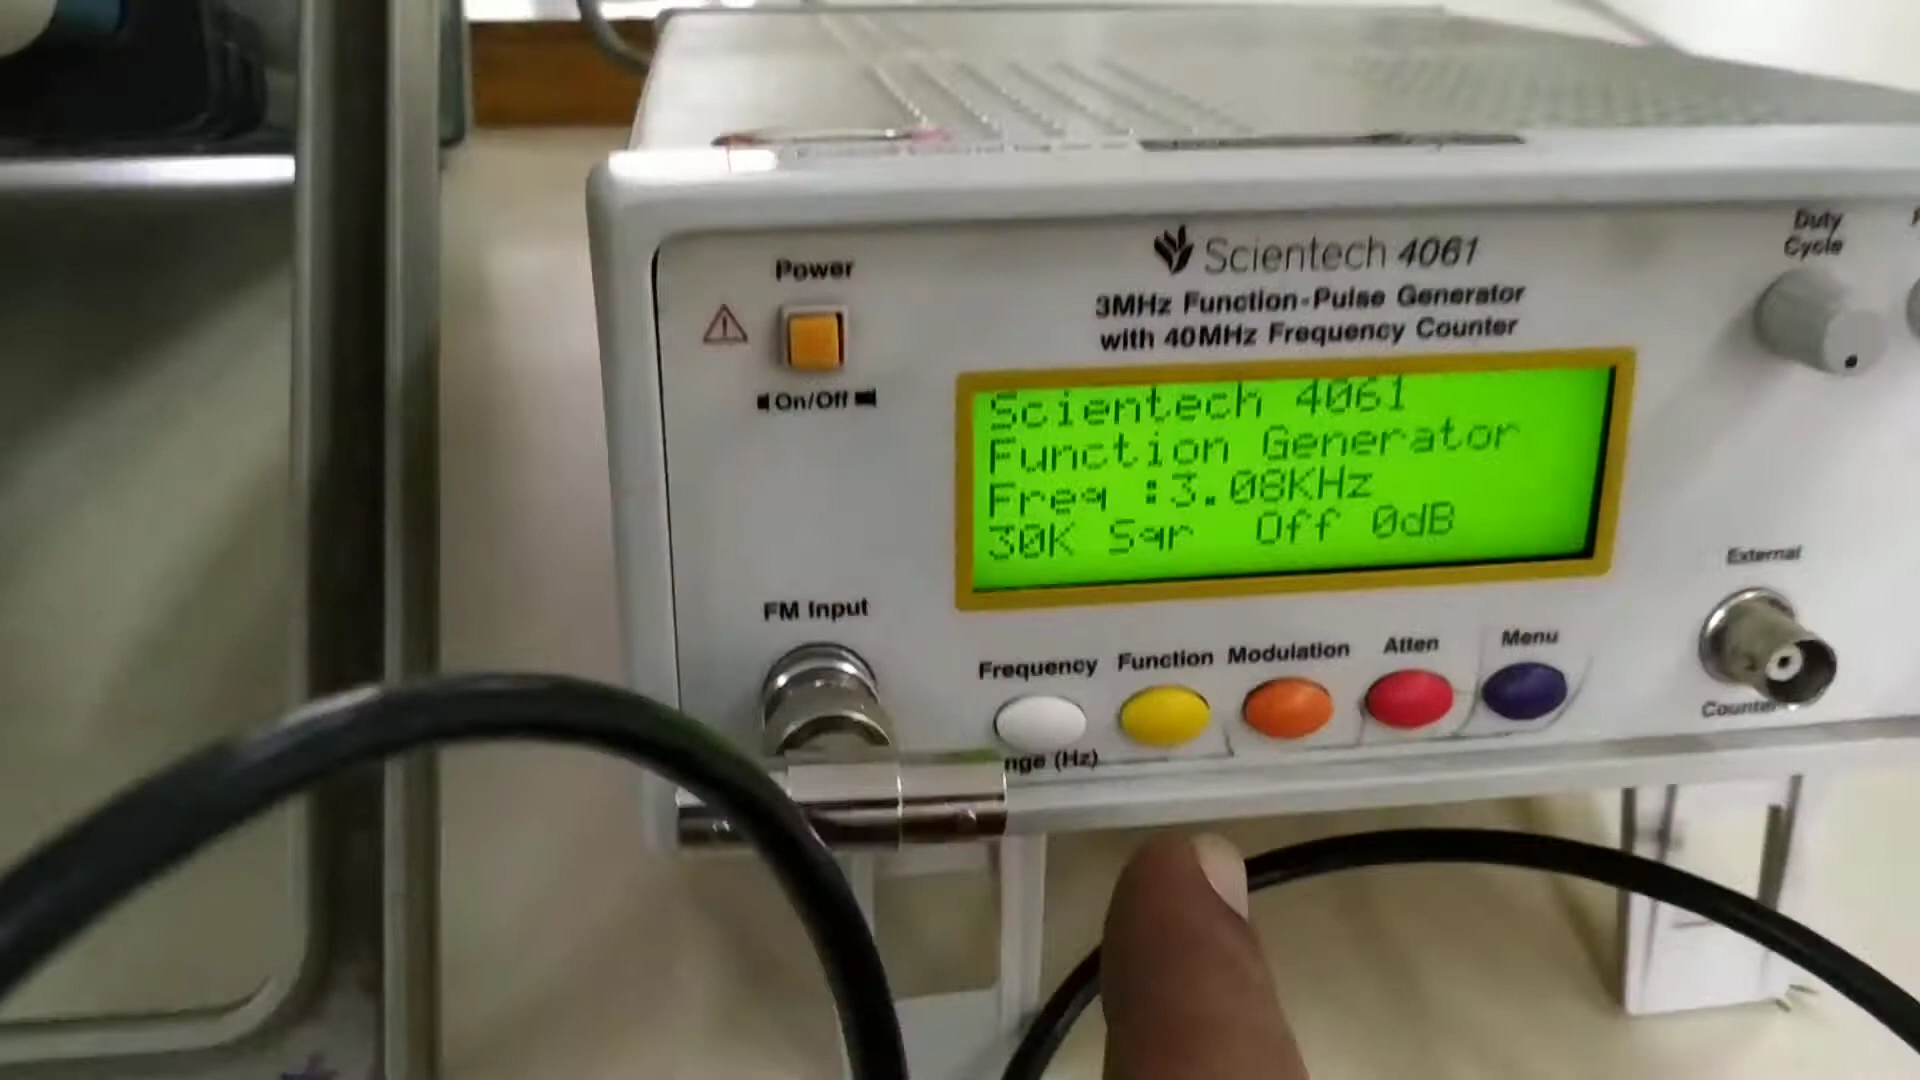 Duty
Cycle
Power
Scientech 4061
3MHz Function-Pulse Generator
with 40MHz Frequency Counter
On/Off
Scientech 4061
Function Generator
Freq :3.08KHz
30K Sqr Off 0dB
External
FM Input
Frequency Function Modulation Atten Menu
Counter
nge (Hz)